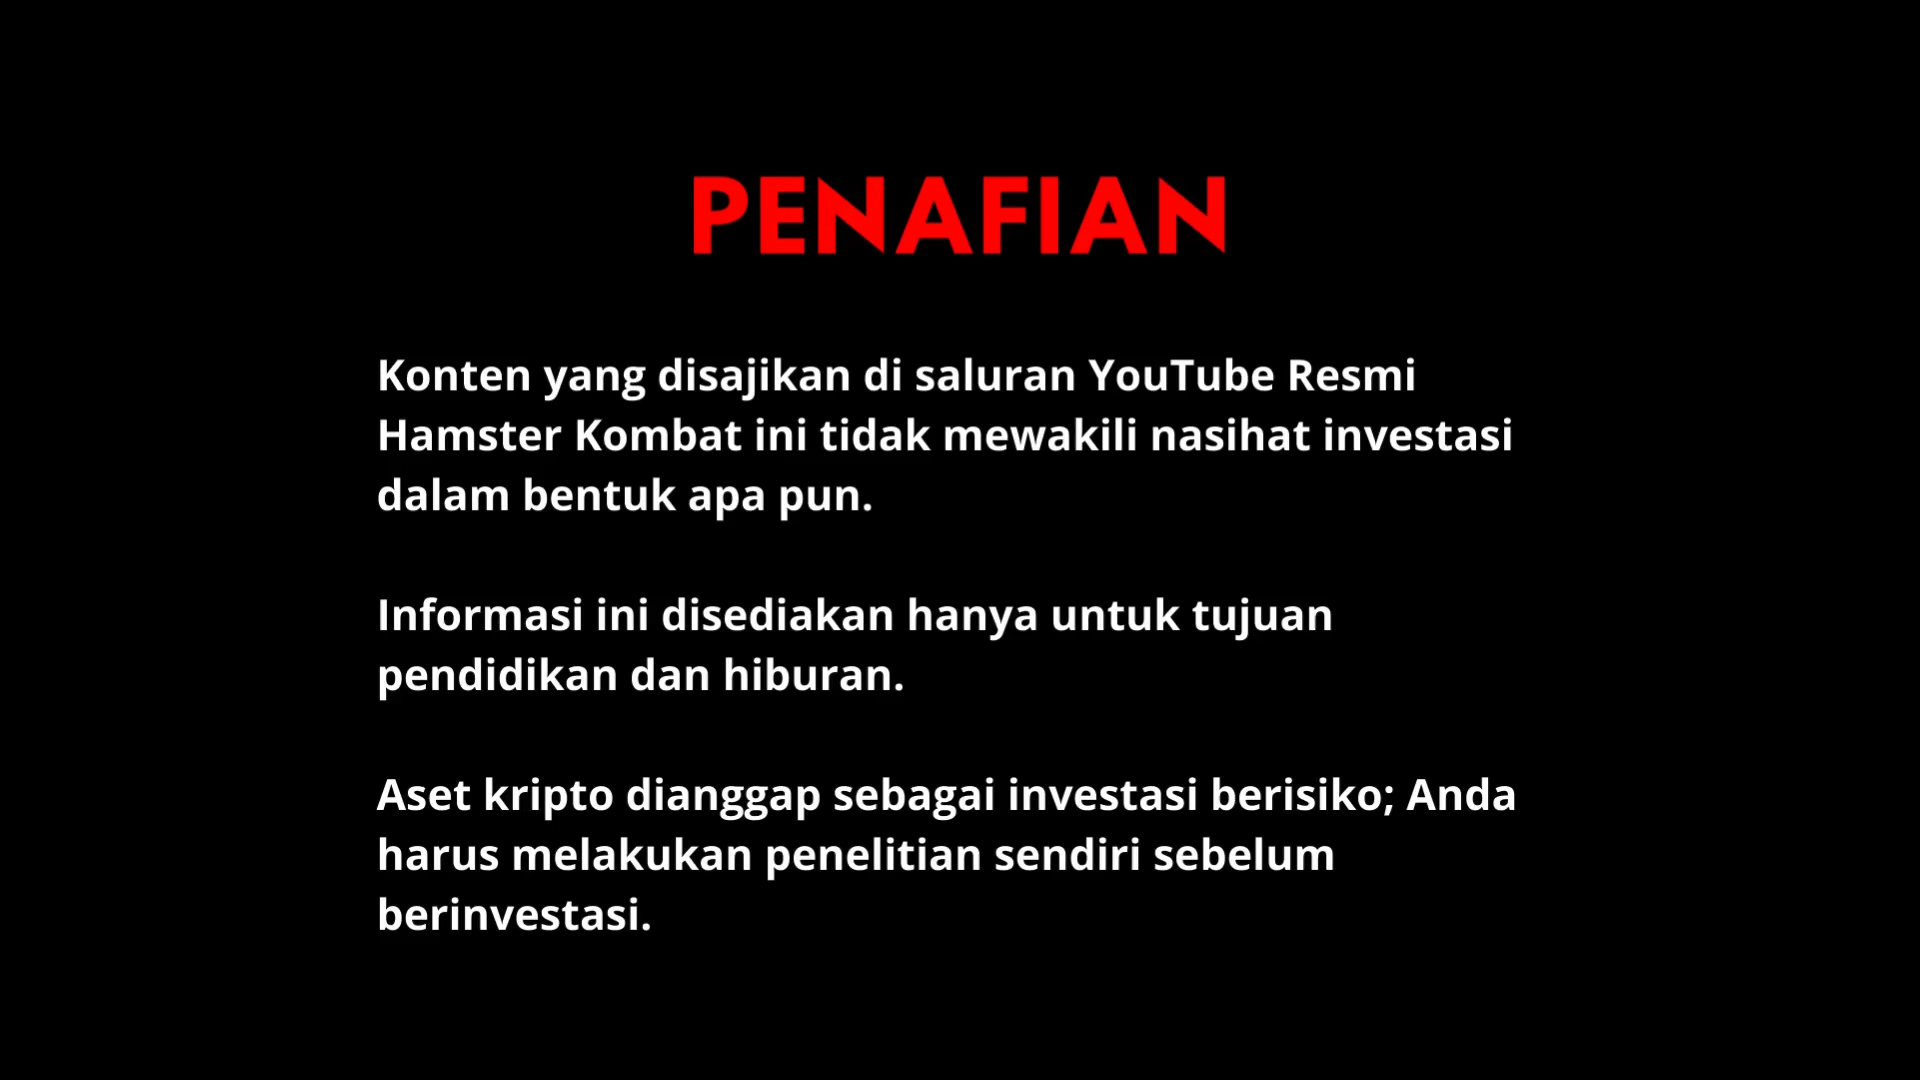 PENAFIAN
Konten yang disajikan di saluran YouTube Resmi
Hamster Kombat ini tidak mewakili nasihat investasi
dalam bentuk apa pun.
Informasi ini disediakan hanya untuk tujuan
pendidikan dan hiburan.
Aset kripto dianggap sebagai investasi berisiko; Anda
harus melakukan penelitian sendiri sebelum
berinvestasi.